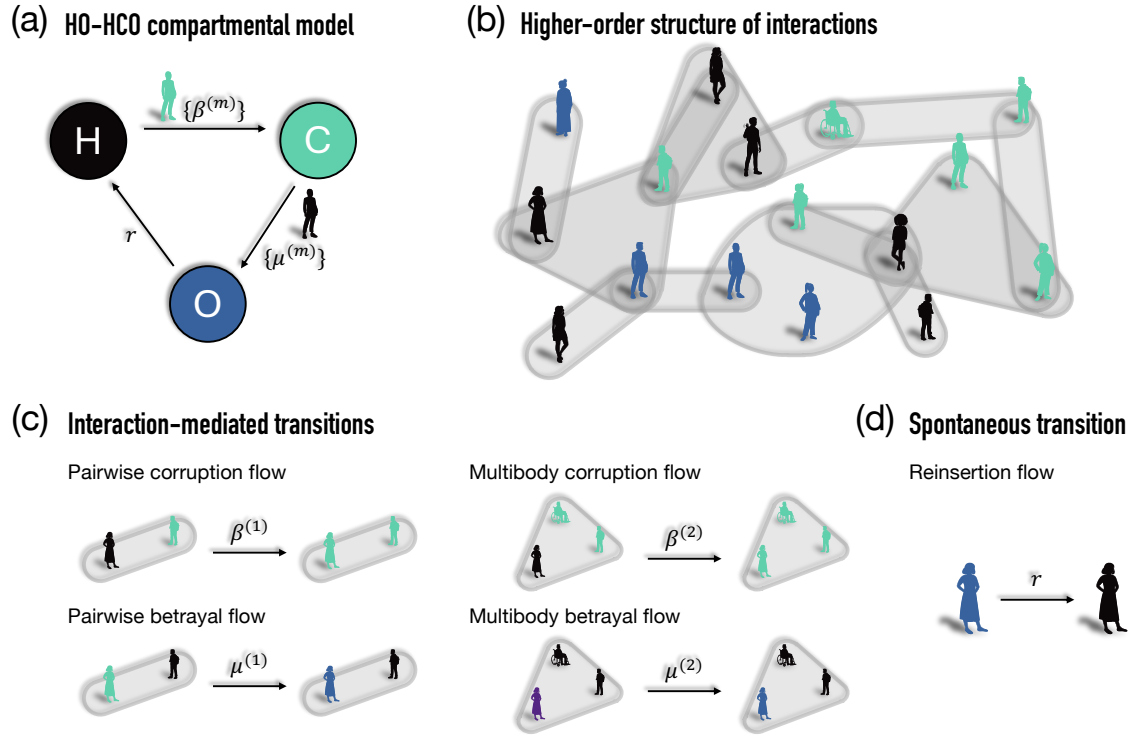 (a) HO-HCO compartmental model
{β⁽ᵐ⁾}
H
C
r
{μ⁽ᵐ⁾}
O
(b) Higher-order structure of interactions
(c) Interaction-mediated transitions
Pairwise corruption flow
β⁽¹⁾
Multibody corruption flow
β⁽²⁾
Pairwise betrayal flow
μ⁽¹⁾
Multibody betrayal flow
μ⁽²⁾
(d) Spontaneous transition
Reinsertion flow
r